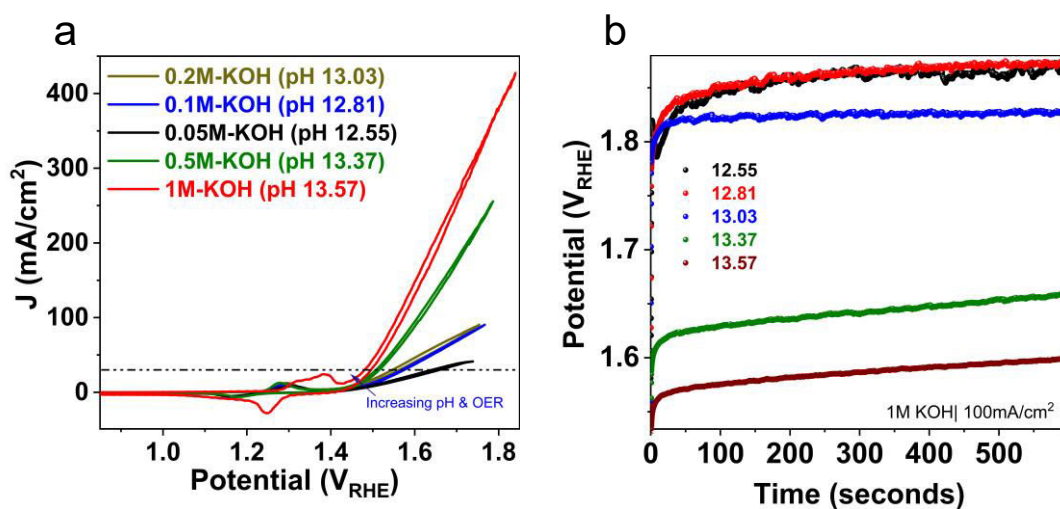 a
0.2M-KOH (pH 13.03)
0.1M-KOH (pH 12.81)
0.05M-KOH (pH 12.55)
0.5M-KOH (pH 13.37)
1M-KOH (pH 13.57)
400
300
200
100
0
J (mA/cm²)
Increasing pH & OER
1.0 1.2 1.4 1.6 1.8
Potential (V_RHE)
b
1.8
1.7
1.6
Potential (V_RHE)
12.55
12.81
13.03
13.37
13.57
1M KOH| 100mA/cm²
0 100 200 300 400 500
Time (seconds)